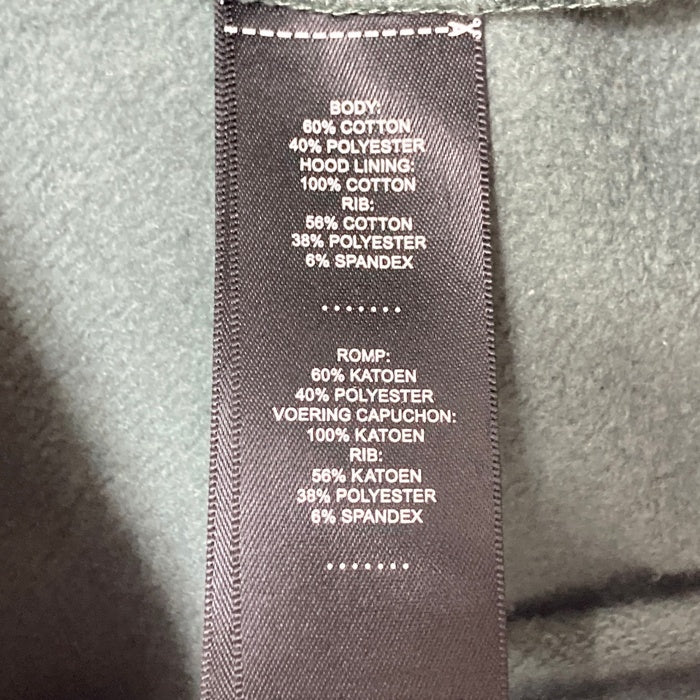 BODY:
60% COTTON
40% POLYESTER
HOOD LINING:
100% COTTON
RIB:
56% COTTON
38% POLYESTER
6% SPANDEX
.......
ROMP:
60% KATOEN
40% POLYESTER
VOERING CAPUCHON:
100% KATOEN
RIB:
56% KATOEN
38% POLYESTER
6% SPANDEX
.......